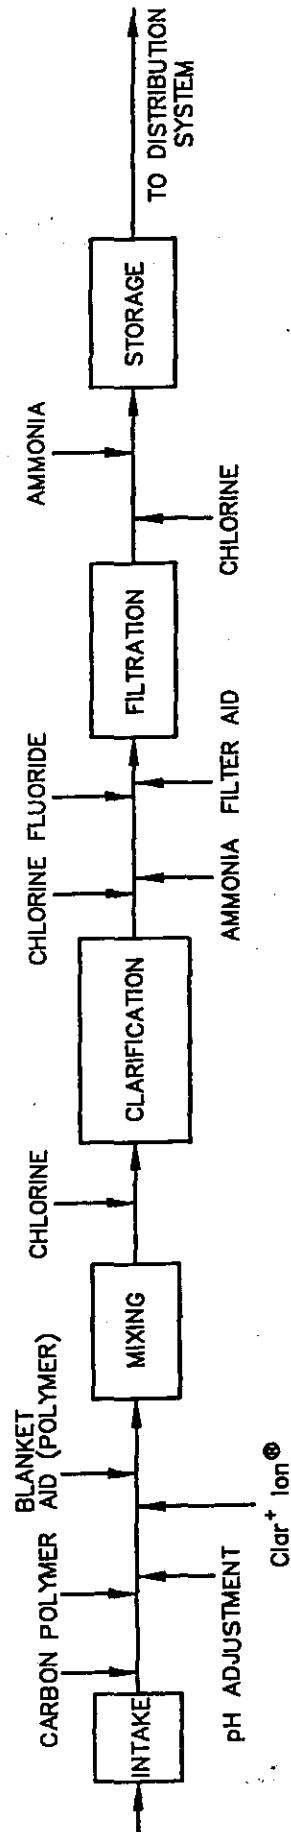 INTAKE
CARBON POLYMER
BLANKET
AID (POLYMER)
pH ADJUSTMENT
Clar⁺ Ion®
MIXING
CHLORINE
CLARIFICATION
CHLORINE FLUORIDE
AMMONIA FILTER AID
FILTRATION
AMMONIA
CHLORINE
STORAGE
TO DISTRIBUTION
SYSTEM